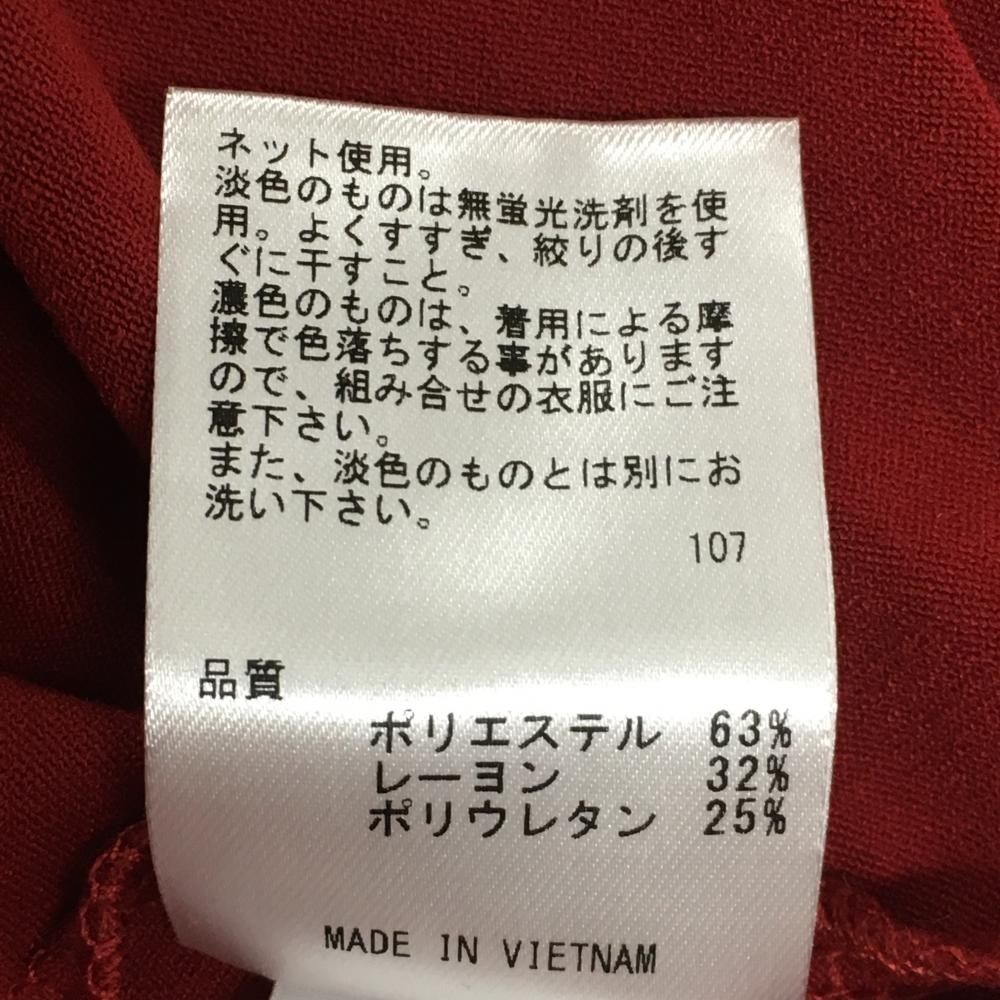 ネット使用。
淡色のものは無蛍光洗剤を使
用。よくすすぎ、絞りの後す
ぐに干すこと。
濃色のものは、着用による摩
擦で色落ちする事があります
ので、組み合せの衣服にご注
意下さい。
また、淡色のものとは別にお
洗い下さい。
107
品質
ポリエステル 63%
レーヨン 32%
ポリウレタン 25%
MADE IN VIETNAM